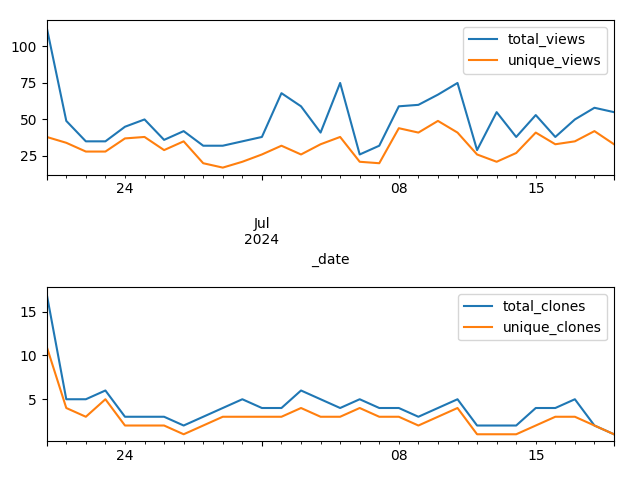 100
75
50
25
total_views
unique_views
24
08
15
Jul
2024
_date
15
10
5
total_clones
unique_clones
24
08
15